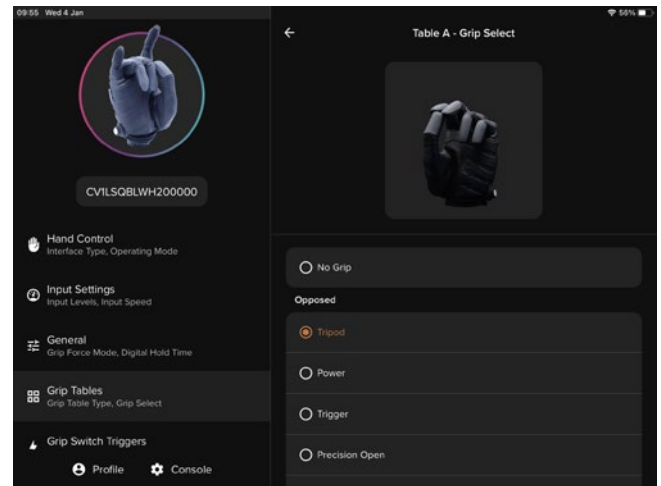 09:55 Wed 4 Jan
56%
Table A - Grip Select
CV1LSQBLWH200000
Hand Control
Interface Type, Operating Mode
Input Settings
Input Levels, Input Speed
General
Grip Force Mode, Digital Hold Time
Grip Tables
Grip Table Type, Grip Select
Grip Switch Triggers
Profile
Console
No Grip
Opposed
Tripod
Power
Trigger
Precision Open